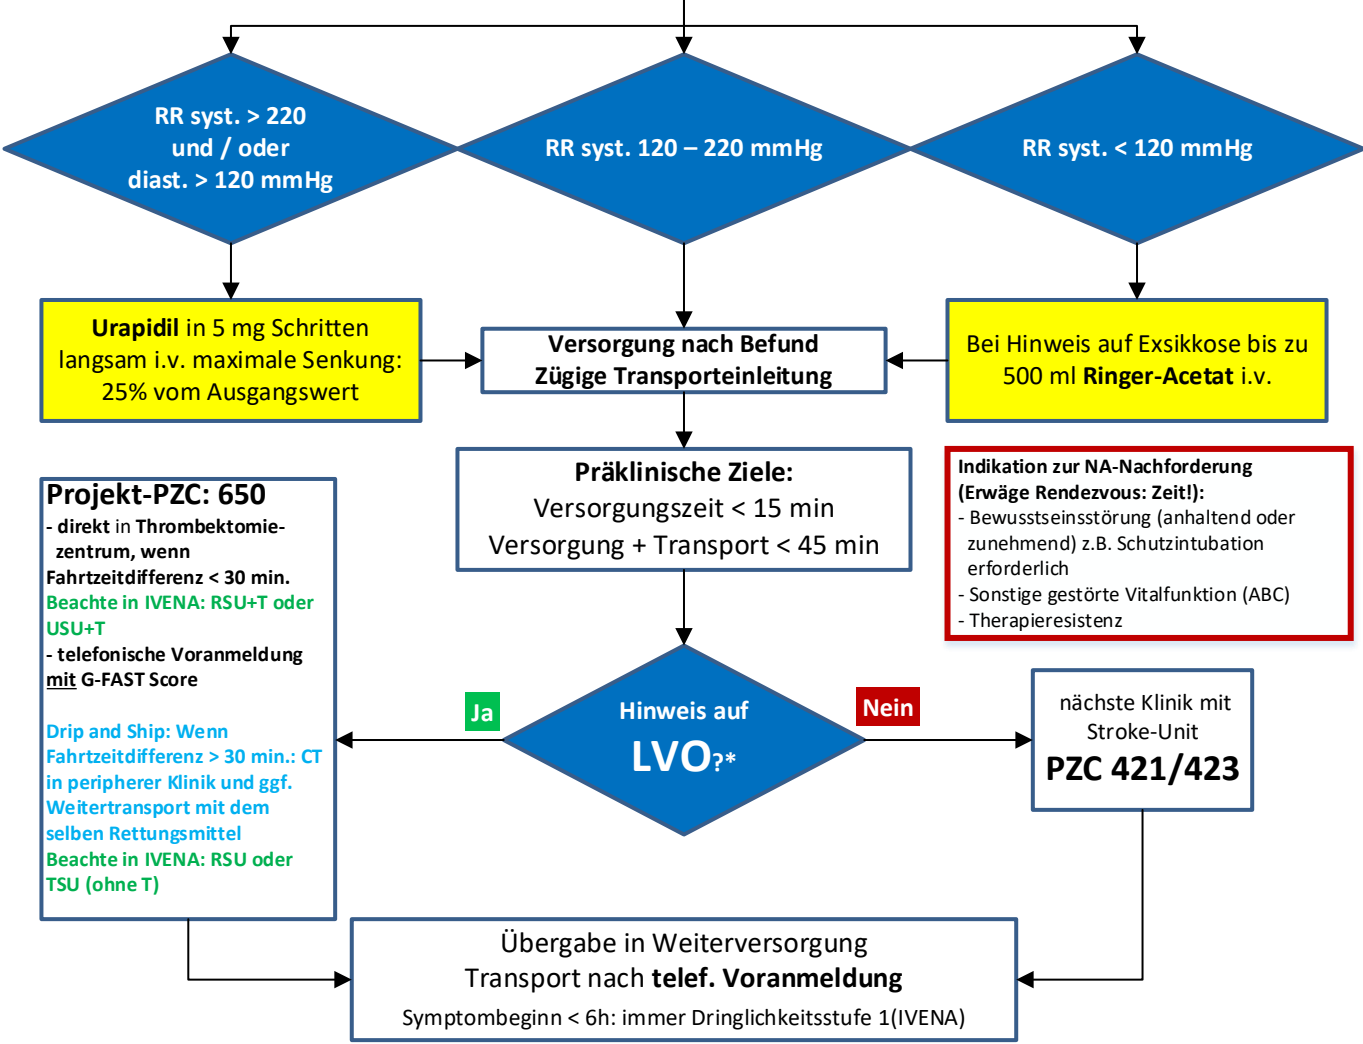 RR syst. > 220
und / oder
diast. > 120 mmHg
RR syst. 120 – 220 mmHg
RR syst. < 120 mmHg
Urapidil in 5 mg Schritten
langsam i.v. maximale Senkung:
25% vom Ausgangswert
Versorgung nach Befund
Zügige Transporteinleitung
Bei Hinweis auf Exsikkose bis zu
500 ml Ringer-Acetat i.v.
Präklinische Ziele:
Versorgungszeit < 15 min
Versorgung + Transport < 45 min
Indikation zur NA-Nachforderung
(Erwäge Rendezvous: Zeit!):
- Bewusstseinsstörung (anhaltend oder
zunehmend) z.B. Schutzintubation
erforderlich
- Sonstige gestörte Vitalfunktion (ABC)
- Therapieresistenz
Projekt-PZC: 650
- direkt in Thrombektomie-
zentrum, wenn
Fahrtzeitdifferenz < 30 min.
Beachte in IVENA: RSU+T oder
USU+T
- telefonische Voranmeldung
mit G-FAST Score
Drip and Ship: Wenn
Fahrtzeitdifferenz > 30 min.: CT
in peripherer Klinik und ggf.
Weitertransport mit dem
selben Rettungsmittel
Beachte in IVENA: RSU oder
TSU (ohne T)
Ja
Hinweis auf
LVO?*
Nein
nächste Klinik mit
Stroke-Unit
PZC 421/423
Übergabe in Weiterversorgung
Transport nach telef. Voranmeldung
Symptombeginn < 6h: immer Dringlichkeitsstufe 1(IVENA)